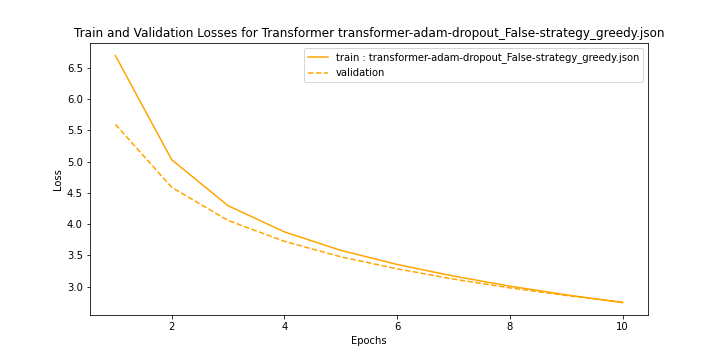 Train and Validation Losses for Transformer transformer-adam-dropout_False-strategy_greedy.json
train : transformer-adam-dropout_False-strategy_greedy.json
validation
6.5
6.0
5.5
5.0
4.5
4.0
3.5
3.0
Loss
2
4
6
8
10
Epochs